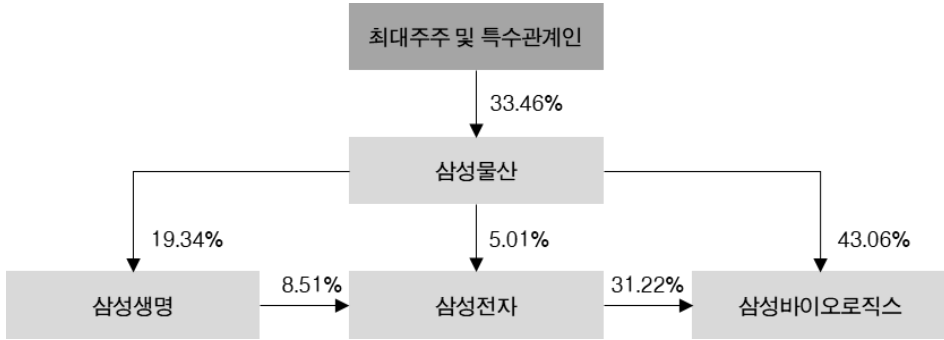 최대주주 및 특수관계인
33.46%
삼성물산
19.34%
5.01%
43.06%
삼성생명
8.51%
삼성전자
31.22%
삼성바이오로직스